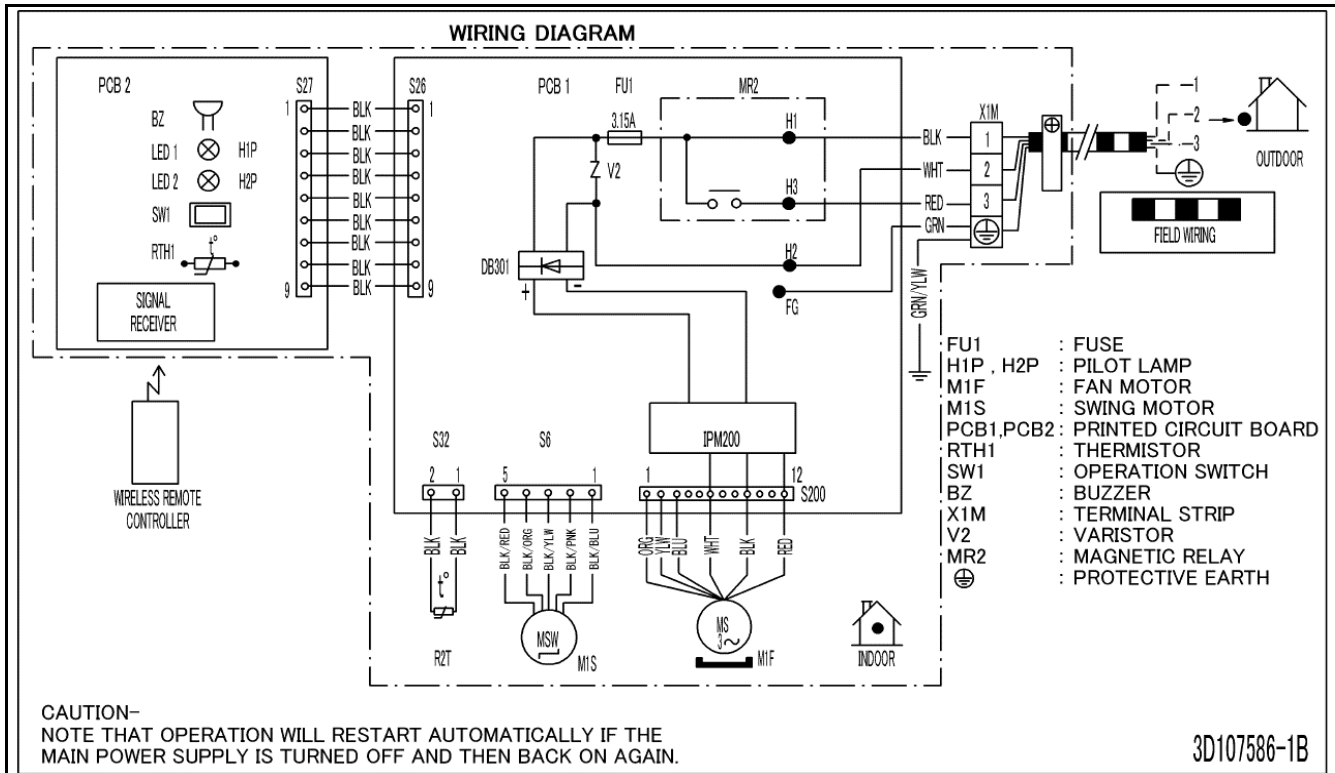 WIRING DIAGRAM
PCB 2
S27
S26
PCB 1
FU1
MR2
BZ
LED 1
H1P
LED 2
H2P
SW1
RTH1
t°
SIGNAL
RECEIVER
1
9
BLK
BLK
BLK
BLK
BLK
BLK
BLK
BLK
BLK
1
9
3.15A
V2
H1
H3
H2
FG
DB301
+
-
BLK
WHT
RED
GRN
GRN/YLW
X1M
1
2
3
1
2
3
OUTDOOR
FIELD WIRING
WIRELESS REMOTE
CONTROLLER
S32
2 1
BLK
BLK
t°
R2T
S6
5 1
BLK/RED
BLK/ORG
BLK/YLW
BLK/PNK
BLK/BLU
MSW
M1S
IPM200
1 12
S200
ORG
YLW
BLU
WHT
BLK
RED
MS
3~
M1F
INDOOR
FU1 : FUSE
H1P , H2P : PILOT LAMP
M1F : FAN MOTOR
M1S : SWING MOTOR
PCB1,PCB2 : PRINTED CIRCUIT BOARD
RTH1 : THERMISTOR
SW1 : OPERATION SWITCH
BZ : BUZZER
X1M : TERMINAL STRIP
V2 : VARISTOR
MR2 : MAGNETIC RELAY
: PROTECTIVE EARTH
CAUTION-
NOTE THAT OPERATION WILL RESTART AUTOMATICALLY IF THE
MAIN POWER SUPPLY IS TURNED OFF AND THEN BACK ON AGAIN.
3D107586-1B